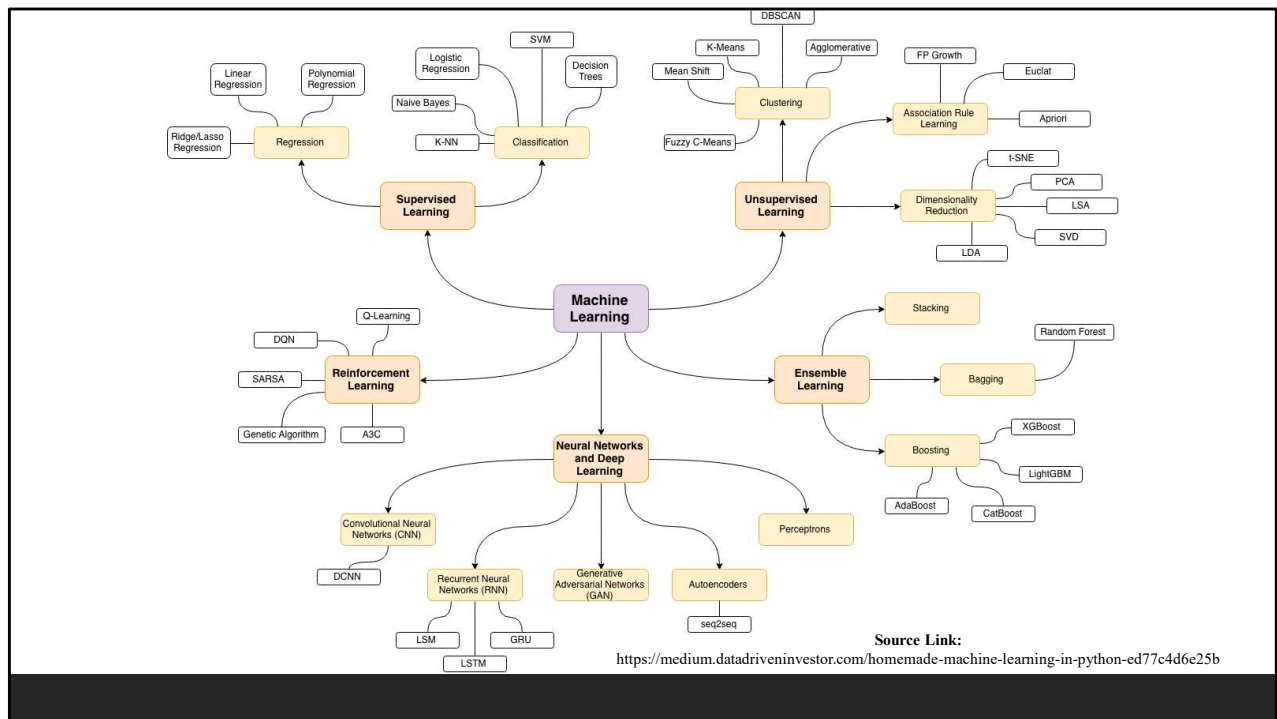 DBSCAN
SVM
K-Means
Agglomerative
FP Growth
Logistic
Regression
Linear
Regression
Polynomial
Regression
Decision
Trees
Mean Shift
Euclat
Clustering
Naive Bayes
Association Rule
Learning
Apriori
Ridge/Lasso
Regression
Regression
K-NN
Classification
Fuzzy C-Means
t-SNE
Supervised
Learning
Unsupervised
Learning
Dimensionality
Reduction
PCA
LSA
SVD
LDA
Machine
Learning
Stacking
Q-Learning
DQN
Random Forest
Reinforcement
Learning
SARSA
Ensemble
Learning
Bagging
Genetic Algorithm
A3C
XGBoost
Neural Networks
and Deep
Learning
Boosting
LightGBM
AdaBoost
CatBoost
Convolutional Neural
Networks (CNN)
Perceptrons
DCNN
Recurrent Neural
Networks (RNN)
Generative
Adversarial Networks
(GAN)
Autoencoders
seq2seq
LSM
GRU
LSTM
Source Link:
https://medium.datadriveninvestor.com/homemade-machine-learning-in-python-ed77c4d6e25b